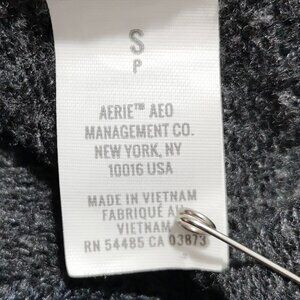 S
P
AERIE™ AEO
MANAGEMENT CO.
NEW YORK, NY
10016 USA
MADE IN VIETNAM
FABRIQUÉ AU
VIETNAM
RN 54485 CA 03873